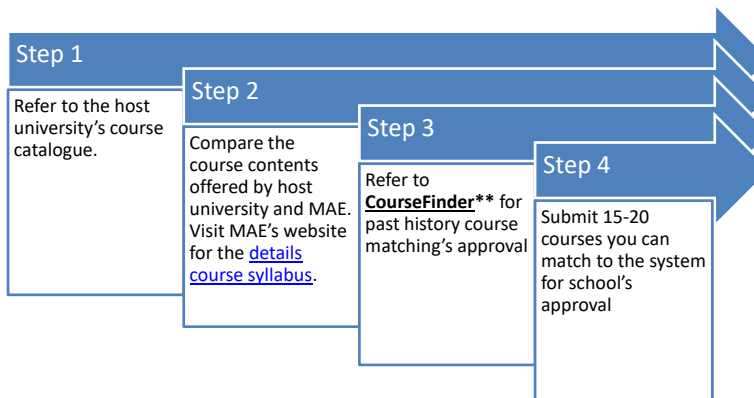 Step 1
Refer to the host
university's course
catalogue.
Step 2
Compare the
course contents
offered by host
university and MAE.
Visit MAE's website
for the details
course syllabus.
Step 3
Refer to
CourseFinder** for
past history course
matching's approval
Step 4
Submit 15-20
courses you can
match to the system
for school's
approval